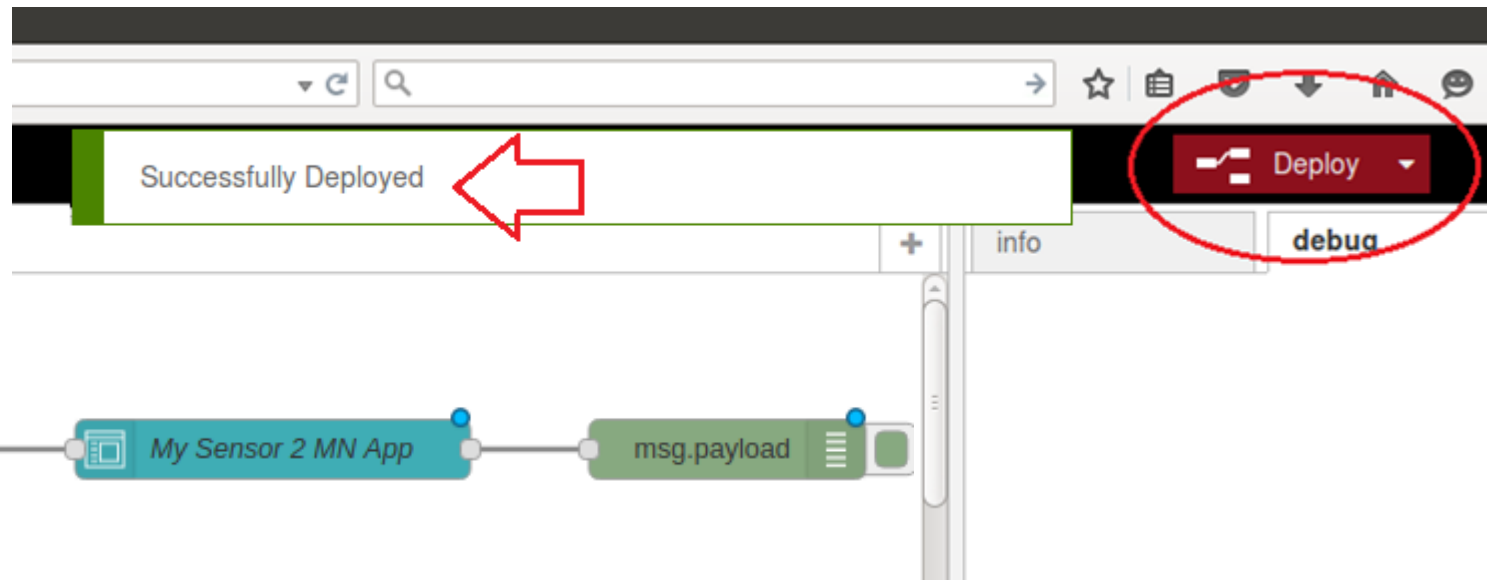 Successfully Deployed
Deploy
info
debug
My Sensor 2 MN App
msg.payload